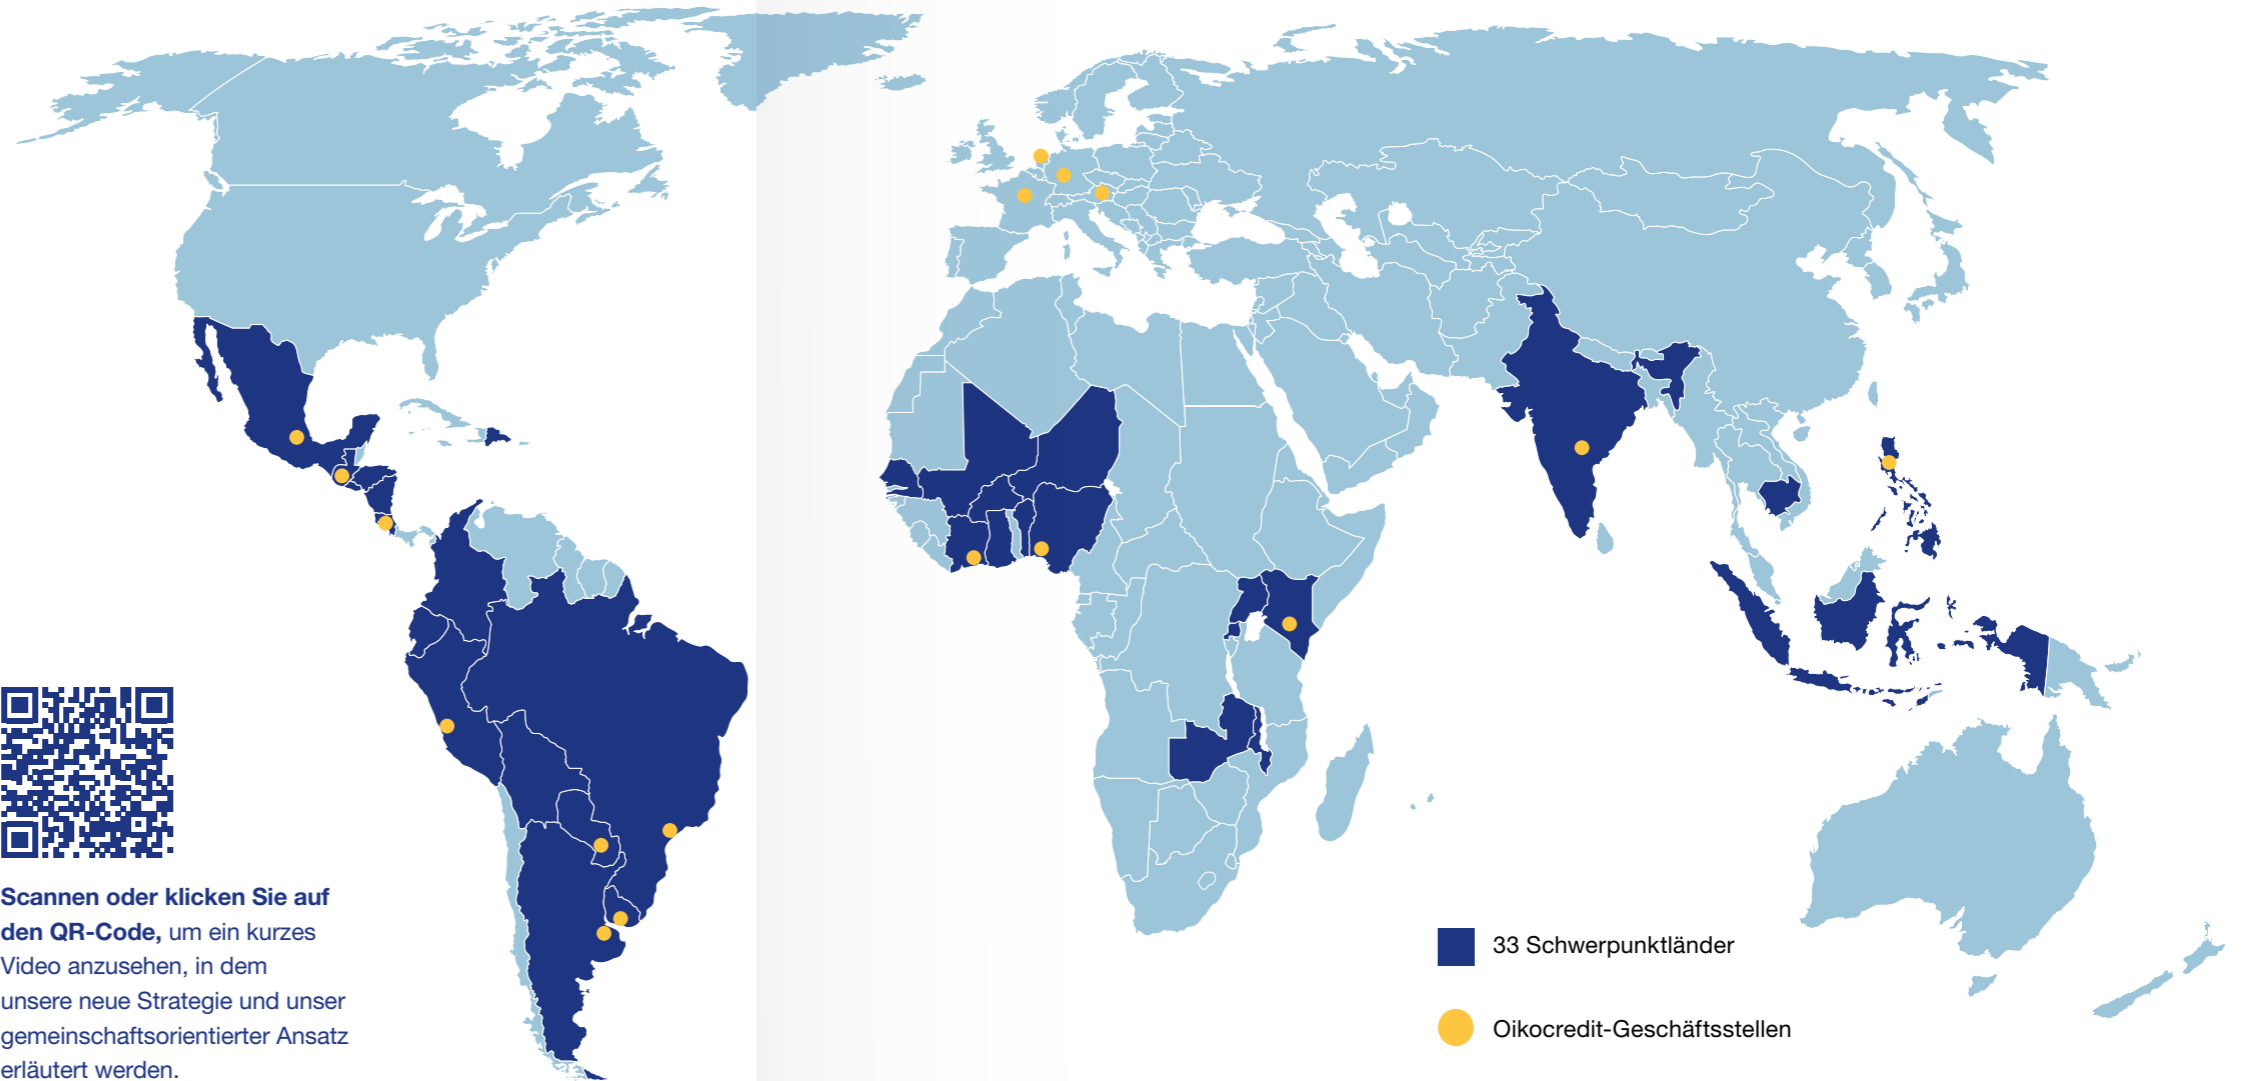 Scannen oder klicken Sie auf
den QR-Code, um ein kurzes
Video anzusehen, in dem
unsere neue Strategie und unser
gemeinschaftsorientierter Ansatz
erläutert werden.
33 Schwerpunktländer
Oikocredit-Geschäftsstellen